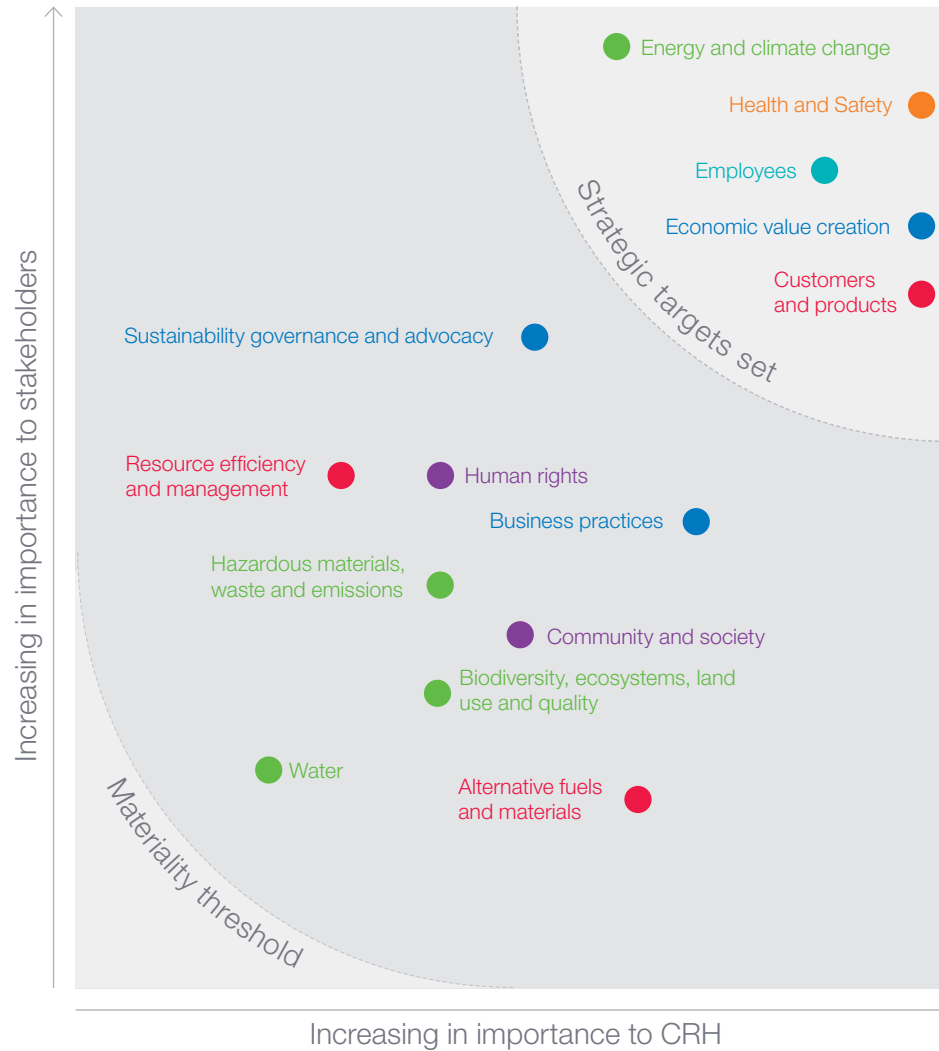 Energy and climate change
Health and Safety
Employees
Economic value creation
Customers
and products
Strategic targets set
Sustainability governance and advocacy
Resource efficiency
and management
Human rights
Business practices
Hazardous materials,
waste and emissions
Community and society
Biodiversity, ecosystems, land
use and quality
Water
Alternative fuels
and materials
Materiality threshold
Increasing in importance to stakeholders
Increasing in importance to CRH